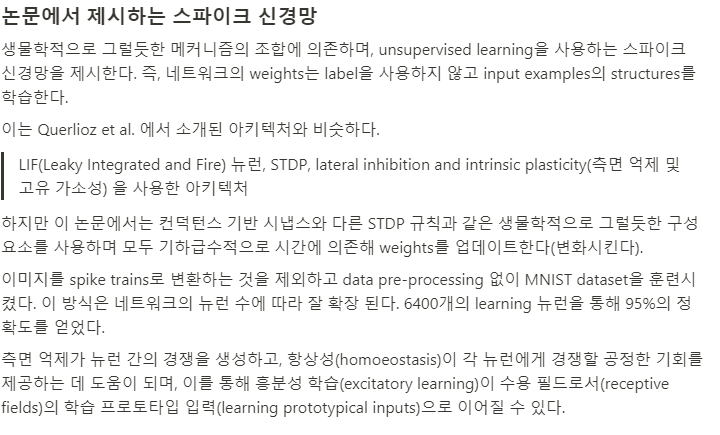 논문에서 제시하는 스파이크 신경망
생물학적으로 그럴듯한 메커니즘의 조합에 의존하며, unsupervised learning을 사용하는 스파이크
신경망을 제시한다. 즉, 네트워크의 weights는 label을 사용하지 않고 input examples의 structures를
학습한다.
이는 Querlioz et al. 에서 소개된 아키텍처와 비슷하다.
LIF(Leaky Integrated and Fire) 뉴런, STDP, lateral inhibition and intrinsic plasticity(측면 억제 및
고유 가소성) 을 사용한 아키텍처
하지만 이 논문에서는 컨덕턴스 기반 시냅스와 다른 STDP 규칙과 같은 생물학적으로 그럴듯한 구성
요소를 사용하며 모두 기하급수적으로 시간에 의존해 weights를 업데이트한다(변화시킨다).
이미지를 spike trains로 변환하는 것을 제외하고 data pre-processing 없이 MNIST dataset을 훈련시
켰다. 이 방식은 네트워크의 뉴런 수에 따라 잘 확장 된다. 6400개의 learning 뉴런을 통해 95%의 정
확도를 얻었다.
측면 억제가 뉴런 간의 경쟁을 생성하고, 항상성(homoeostasis)이 각 뉴런에게 경쟁할 공정한 기회를
제공하는 데 도움이 되며, 이를 통해 흥분성 학습(excitatory learning)이 수용 필드로서(receptive
fields)의 학습 프로토타입 입력(learning prototypical inputs)으로 이어질 수 있다.